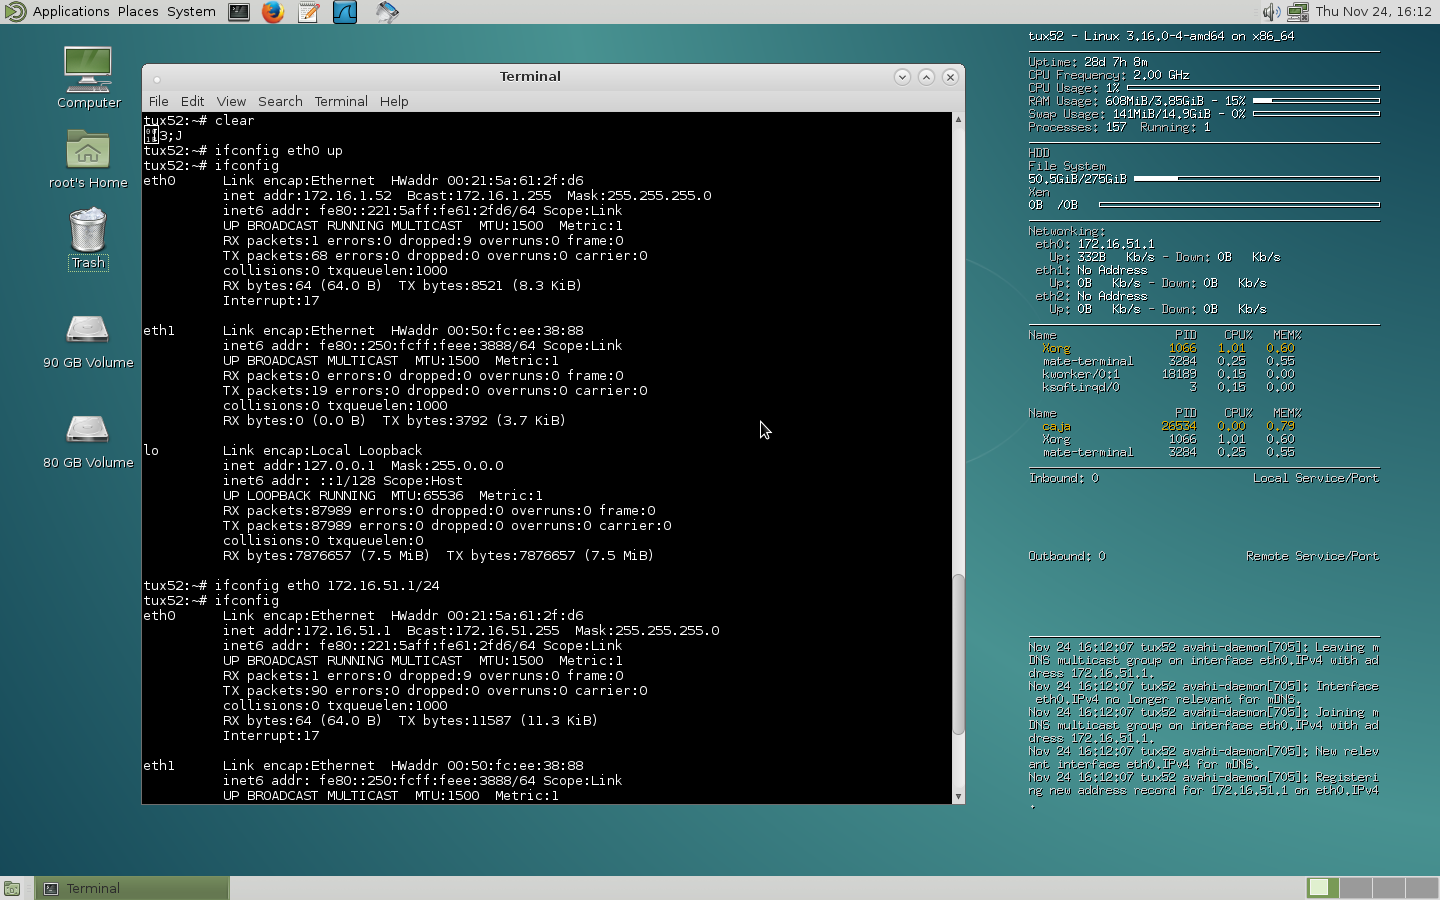 Applications Places System
Thu Nov 24, 16:12
Computer
root's Home
Trash
90 GB Volume
80 GB Volume
Terminal
File Edit View Search Terminal Help
tux52:~# clear
3;J
tux52:~# ifconfig eth0 up
tux52:~# ifconfig
eth0 Link encap:Ethernet HWaddr 00:21:5a:61:2f:d6
inet addr:172.16.1.52 Bcast:172.16.1.255 Mask:255.255.255.0
inet6 addr: fe80::221:5aff:fe61:2fd6/64 Scope:Link
UP BROADCAST RUNNING MULTICAST MTU:1500 Metric:1
RX packets:1 errors:0 dropped:9 overruns:0 frame:0
TX packets:68 errors:0 dropped:0 overruns:0 carrier:0
collisions:0 txqueuelen:1000
RX bytes:64 (64.0 B) TX bytes:8521 (8.3 KiB)
Interrupt:17
eth1 Link encap:Ethernet HWaddr 00:50:fc:ee:38:88
inet6 addr: fe80::250:fcff:feee:3888/64 Scope:Link
UP BROADCAST MULTICAST MTU:1500 Metric:1
RX packets:0 errors:0 dropped:0 overruns:0 frame:0
TX packets:19 errors:0 dropped:0 overruns:0 carrier:0
collisions:0 txqueuelen:1000
RX bytes:0 (0.0 B) TX bytes:3792 (3.7 KiB)
lo Link encap:Local Loopback
inet addr:127.0.0.1 Mask:255.0.0.0
inet6 addr: ::1/128 Scope:Host
UP LOOPBACK RUNNING MTU:65536 Metric:1
RX packets:87989 errors:0 dropped:0 overruns:0 frame:0
TX packets:87989 errors:0 dropped:0 overruns:0 carrier:0
collisions:0 txqueuelen:0
RX bytes:7876657 (7.5 MiB) TX bytes:7876657 (7.5 MiB)
tux52:~# ifconfig eth0 172.16.51.1/24
tux52:~# ifconfig
eth0 Link encap:Ethernet HWaddr 00:21:5a:61:2f:d6
inet addr:172.16.51.1 Bcast:172.16.51.255 Mask:255.255.255.0
inet6 addr: fe80::221:5aff:fe61:2fd6/64 Scope:Link
UP BROADCAST RUNNING MULTICAST MTU:1500 Metric:1
RX packets:1 errors:0 dropped:9 overruns:0 frame:0
TX packets:90 errors:0 dropped:0 overruns:0 carrier:0
collisions:0 txqueuelen:1000
RX bytes:64 (64.0 B) TX bytes:11587 (11.3 KiB)
Interrupt:17
eth1 Link encap:Ethernet HWaddr 00:50:fc:ee:38:88
inet6 addr: fe80::250:fcff:feee:3888/64 Scope:Link
UP BROADCAST MULTICAST MTU:1500 Metric:1
tux52 - Linux 3.16.0-4-amd64 on x86_64
Uptime: 28d 7h 8m
CPU Frequency: 2.00 GHz
CPU Usage: 1%
RAM Usage: 608MiB/3.85GiB - 15%
Swap Usage: 141MiB/14.9GiB - 0%
Processes: 157 Running: 1
HDD
File System
50.5GiB/275GiB
Xen
0B /0B
Networking:
eth0: 172.16.51.1
Up: 332B Kb/s - Down: 0B Kb/s
eth1: No Address
Up: 0B Kb/s - Down: 0B Kb/s
eth2: No Address
Up: 0B Kb/s - Down: 0B Kb/s
Name PID CPU% MEM%
Xorg 1066 1.01 0.60
mate-terminal 3284 0.25 0.55
kworker/0:1 18189 0.15 0.00
ksoftirqd/0 3 0.15 0.00
Name PID CPU% MEM%
caja 26534 0.00 0.79
Xorg 1066 1.01 0.60
mate-terminal 3284 0.25 0.55
Inbound: 0 Local Service/Port
Outbound: 0 Remote Service/Port
Nov 24 16:12:07 tux52 avahi-daemon[705]: Leaving m
DNS multicast group on interface eth0.IPv4 with ad
dress 172.16.51.1.
Nov 24 16:12:07 tux52 avahi-daemon[705]: Interface
eth0.IPv4 no longer relevant for mDNS.
Nov 24 16:12:07 tux52 avahi-daemon[705]: Joining m
DNS multicast group on interface eth0.IPv4 with ad
dress 172.16.51.1.
Nov 24 16:12:07 tux52 avahi-daemon[705]: New relev
ant interface eth0.IPv4 for mDNS.
Nov 24 16:12:07 tux52 avahi-daemon[705]: Registeri
ng new address record for 172.16.51.1 on eth0.IPv4
.
Terminal